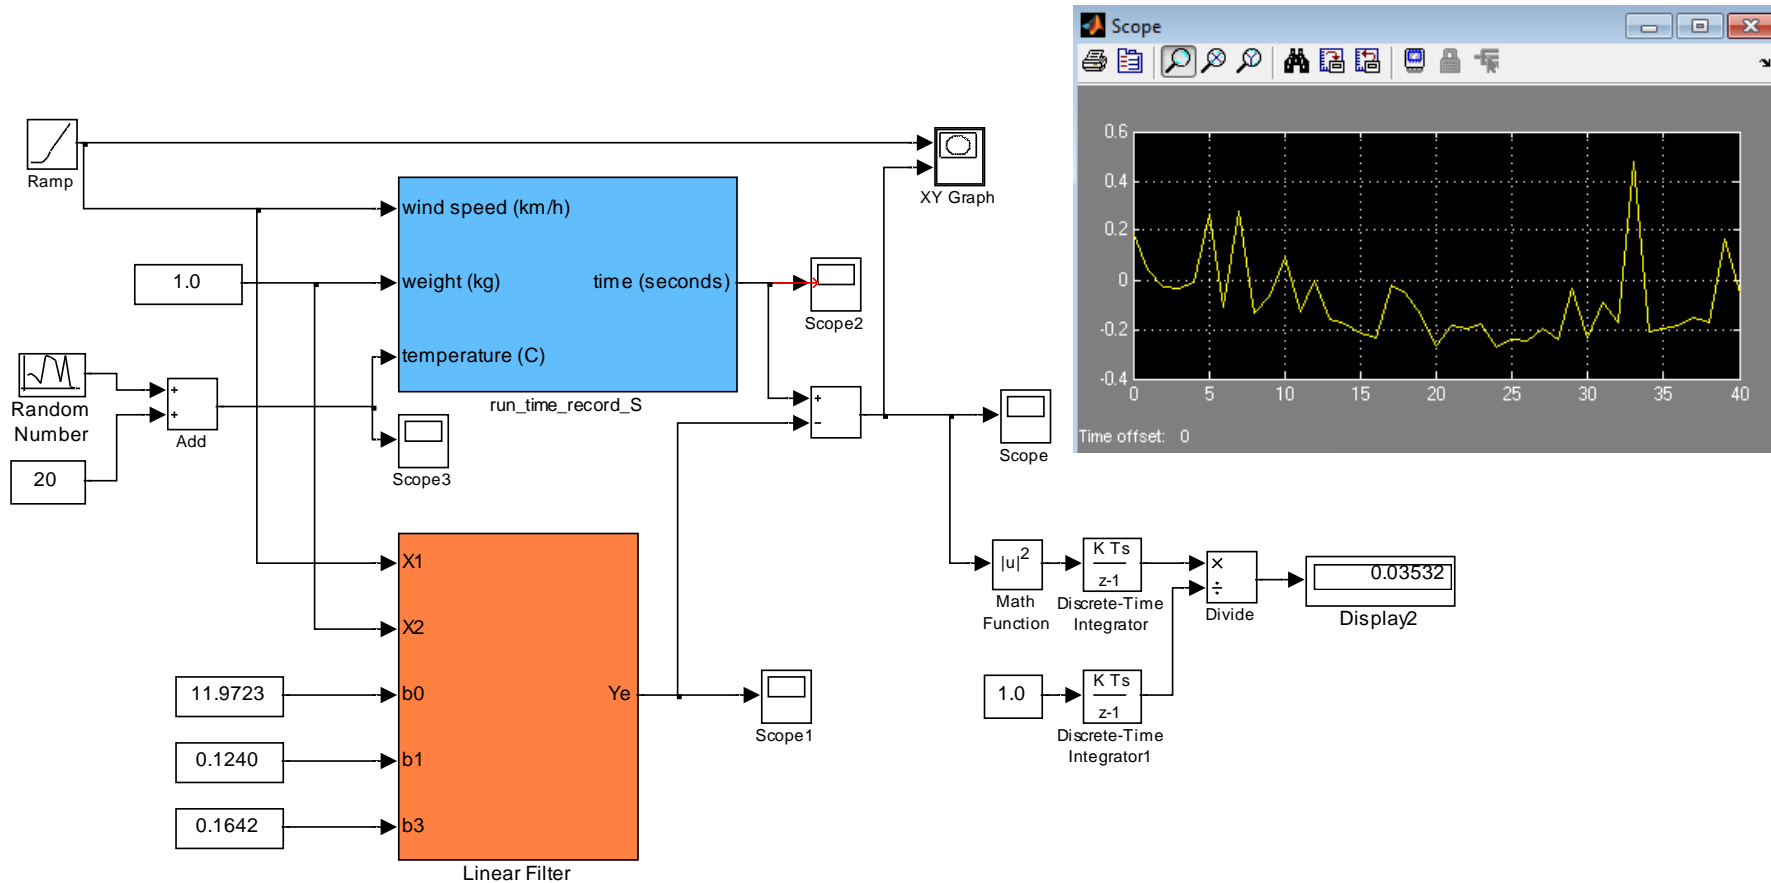 Scope
0.6
0.4
0.2
0
-0.2
-0.4
0 5 10 15 20 25 30 35 40
Time offset: 0
Ramp
XY Graph
wind speed (km/h)
weight (kg)
temperature (C)
time (seconds)
run_time_record_S
1.0
Scope2
Random
Number
20
+
+
Add
Scope3
+
−
Scope
X1
X2
b0
b1
b3
Ye
Linear Filter
11.9723
0.1240
0.1642
Scope1
|u|2
Math
Function
K Ts
z-1
Discrete-Time
Integrator
×
÷
Divide
0.03532
Display2
1.0
K Ts
z-1
Discrete-Time
Integrator1